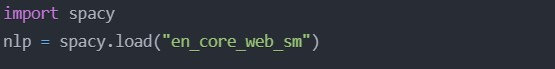 import spacy
nlp = spacy.load("en_core_web_sm")